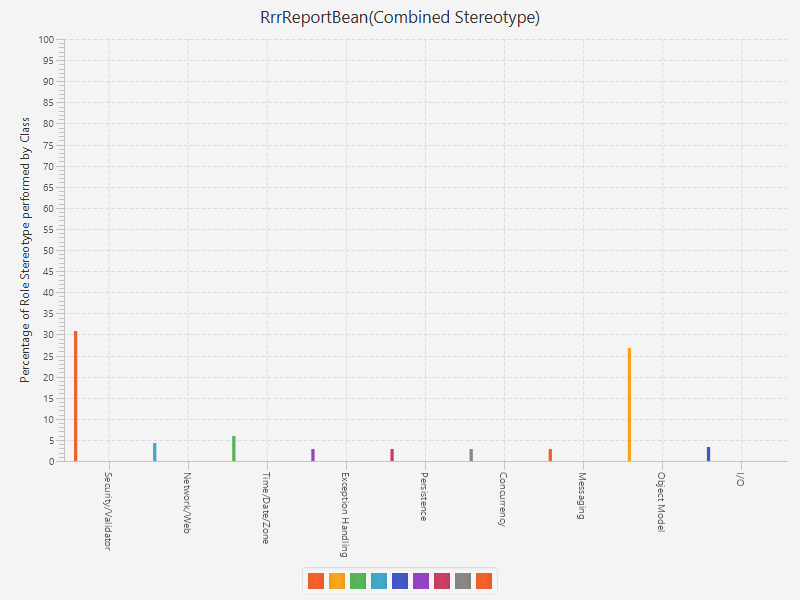 RrrReportBean(Combined Stereotype)
Percentage of Role Stereotype performed by Class
100
95
90
85
80
75
70
65
60
55
50
45
40
35
30
25
20
15
10
5
0
Security/Validator
Network/Web
Time/Date/Zone
Exception Handling
Persistence
Concurrency
Messaging
Object Model
I/O